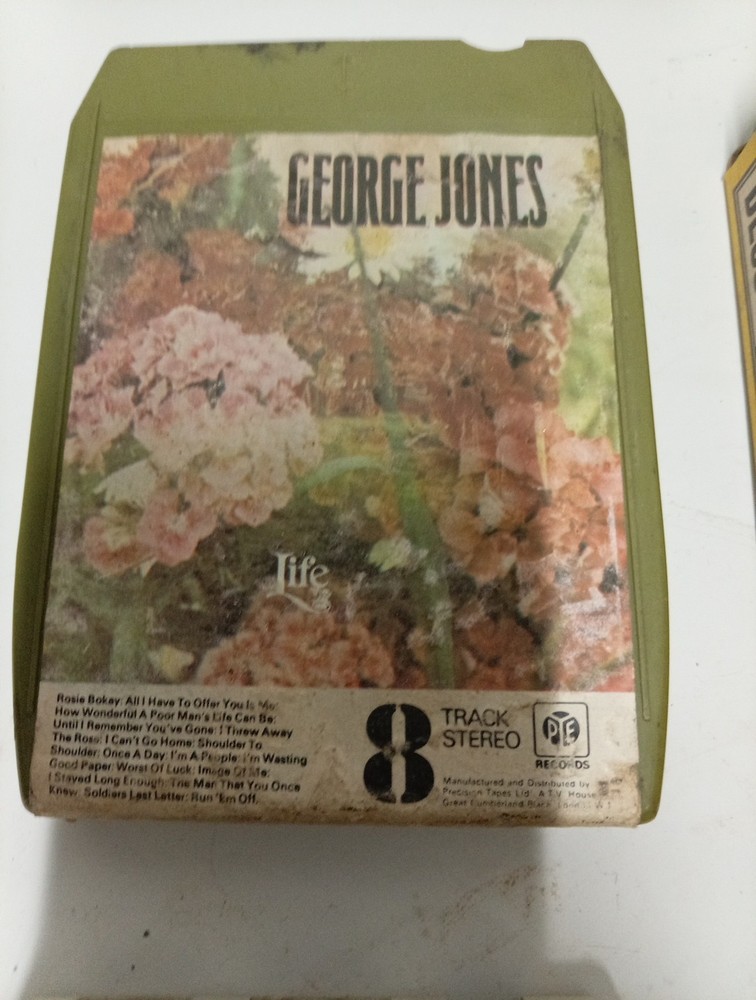 GEORGE JONES
Life
Rosie Bokay: All I Have To Offer You Is Me:
How Wonderful A Poor Man's Life Can Be:
Until I Remember You've Gone: I Threw Away
The Rose: I Can't Go Home: Shoulder To
Shoulder: Once A Day: I'm A People: I'm Wasting
Good Paper: Worst Of Luck: Image Of Me:
I Stayed Long Enough: The Man That You Once
Knew: Soldiers Last Letter: Run 'Em Off.
8 TRACK
STEREO
PYE
RECORDS
Manufactured and Distributed by
Precision Tapes Ltd. A.T.V. House
Great Cumberland